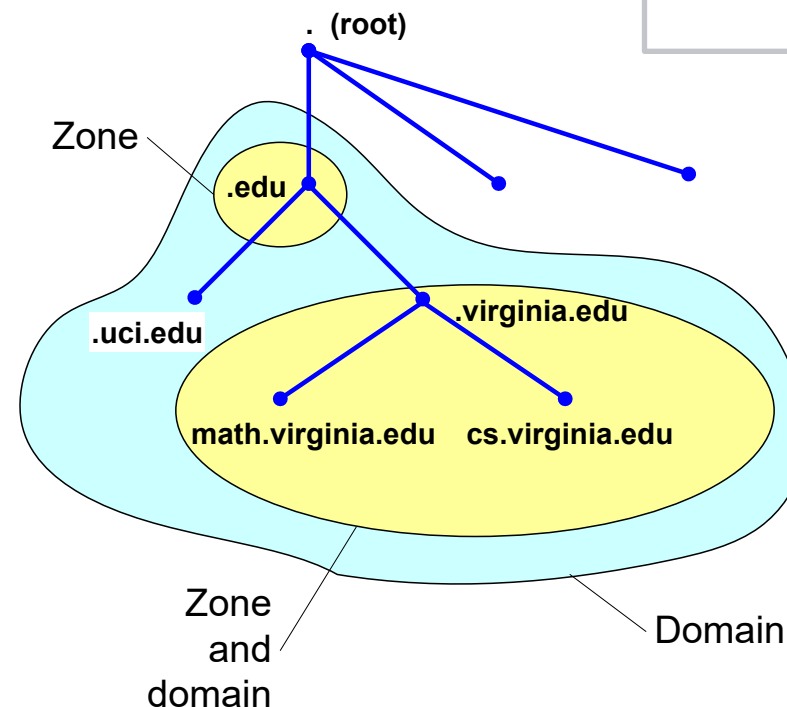 . (root)
Zone
.edu
.uci.edu
.virginia.edu
math.virginia.edu
cs.virginia.edu
Zone
and
domain
Domain